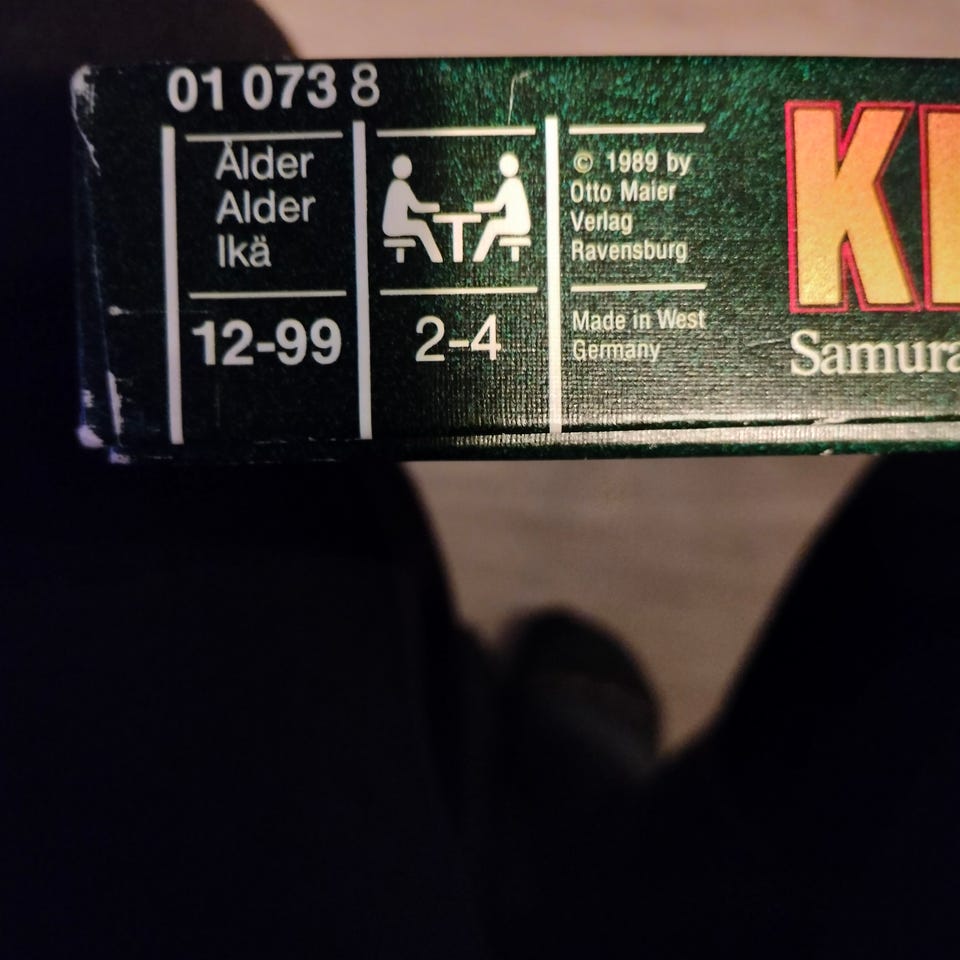 01 073 8
Ålder
Alder
Ikä
12-99
2-4
© 1989 by
Otto Maier
Verlag
Ravensburg
Made in West
Germany
K
Samura